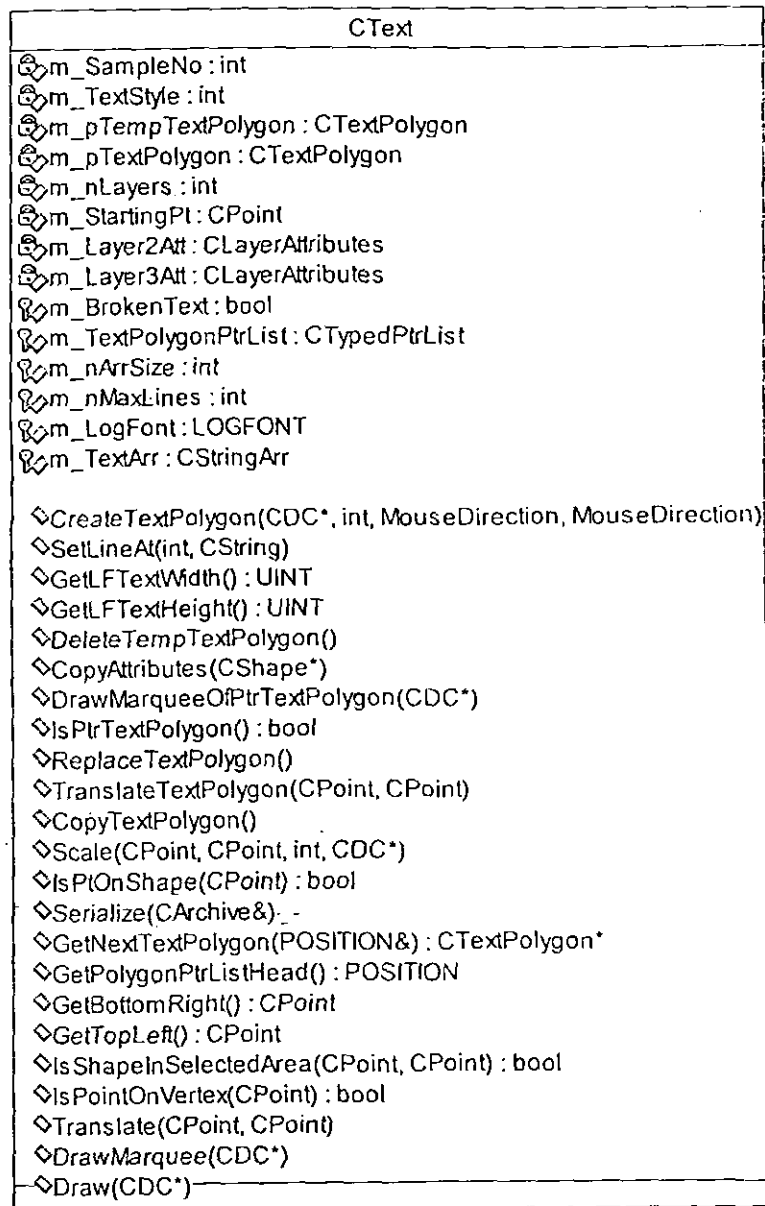 CText
m_SampleNo : int
m_TextStyle : int
m_pTempTextPolygon : CTextPolygon
m_pTextPolygon : CTextPolygon
m_nLayers : int
m_StartingPt : CPoint
m_Layer2Att : CLayerAttributes
m_Layer3Att : CLayerAttributes
m_BrokenText : bool
m_TextPolygonPtrList : CTypedPtrList
m_nArrSize : int
m_nMaxLines : int
m_LogFont : LOGFONT
m_TextArr : CStringArr
CreateTextPolygon(CDC*, int, MouseDirection, MouseDirection)
SetLineAt(int, CString)
GetLFTextWidth() : UINT
GetLFTextHeight() : UINT
DeleteTempTextPolygon()
CopyAttributes(CShape*)
DrawMarqueeOfPtrTextPolygon(CDC*)
IsPtrTextPolygon() : bool
ReplaceTextPolygon()
TranslateTextPolygon(CPoint, CPoint)
CopyTextPolygon()
Scale(CPoint, CPoint, int, CDC*)
IsPtOnShape(CPoint) : bool
Serialize(CArchive&)
GetNextTextPolygon(POSITION&) : CTextPolygon*
GetPolygonPtrListHead() : POSITION
GetBottomRight() : CPoint
GetTopLeft() : CPoint
IsShapeInSelectedArea(CPoint, CPoint) : bool
IsPointOnVertex(CPoint) : bool
Translate(CPoint, CPoint)
DrawMarquee(CDC*)
Draw(CDC*)